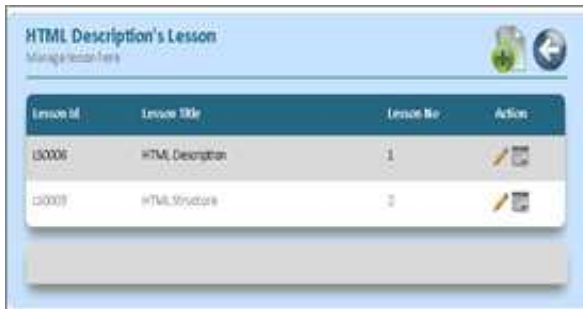 HTML Description's Lesson
Manage lesson here
Lesson Id Lesson Title Lesson No Action
LS0006 HTML Description 1
HTML Structure 2